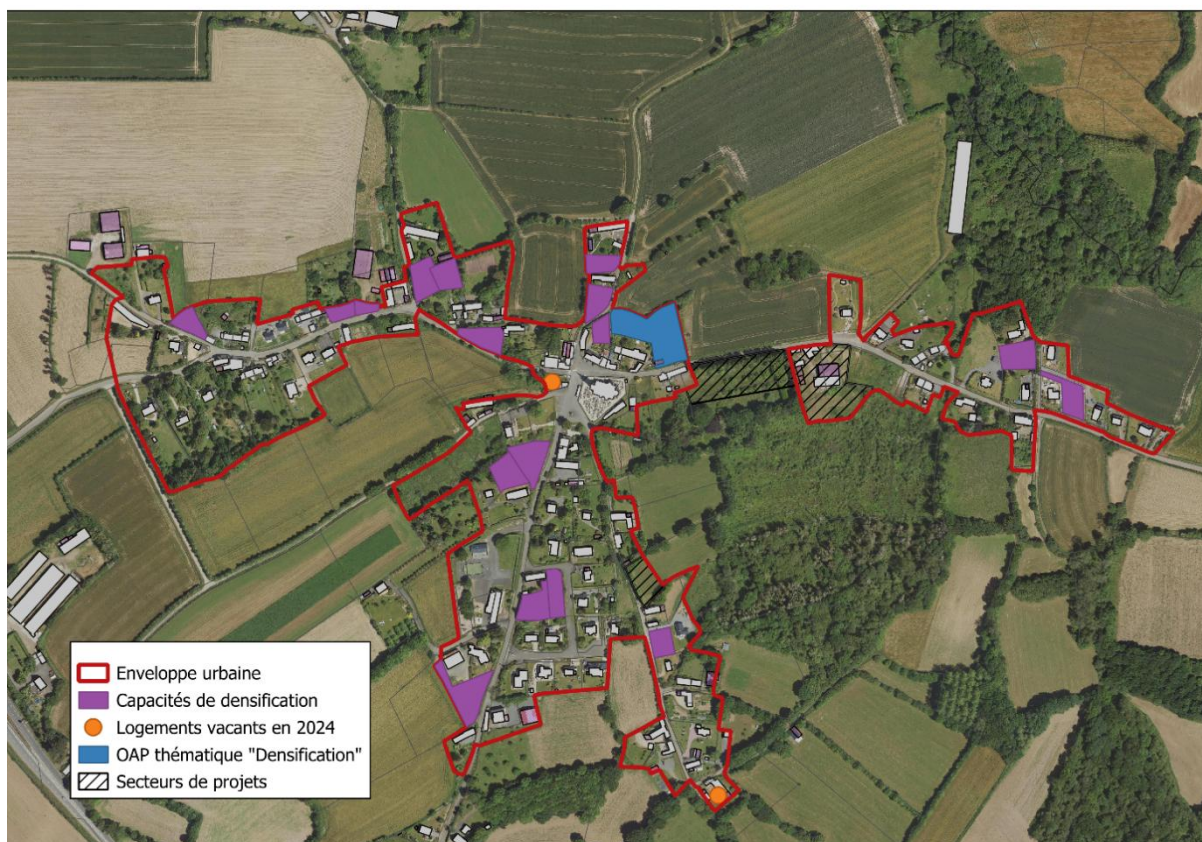 Enveloppe urbaine
Capacités de densification
Logements vacants en 2024
OAP thématique "Densification"
Secteurs de projets